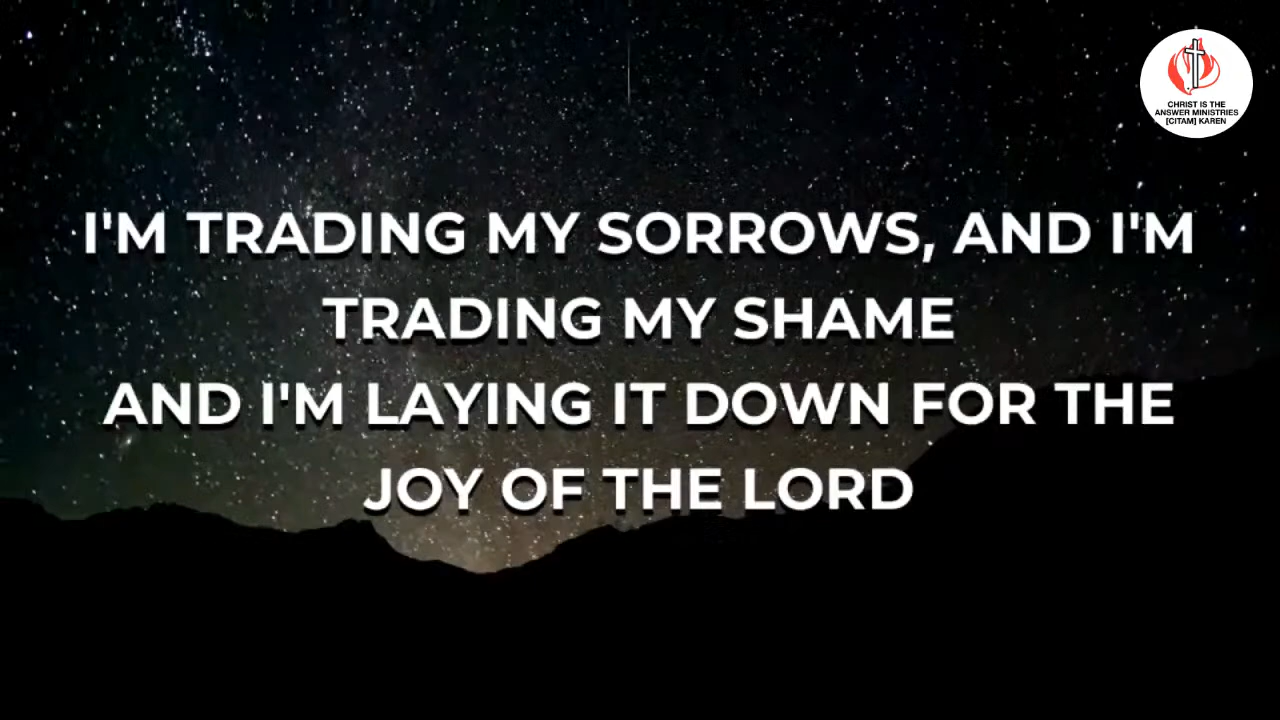 CHRIST IS THE
ANSWER MINISTRIES
[CITAM] KAREN
I'M TRADING MY SORROWS, AND I'M
TRADING MY SHAME
AND I'M LAYING IT DOWN FOR THE
JOY OF THE LORD